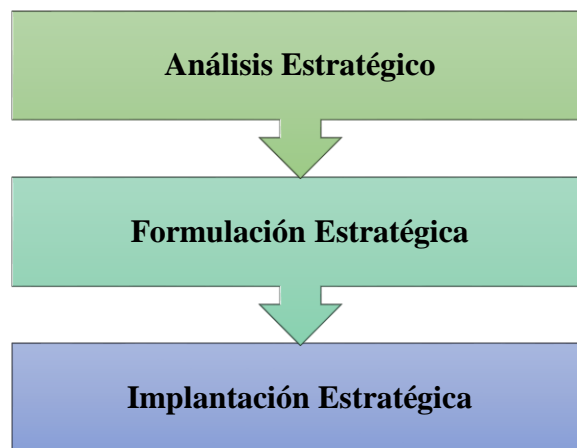 Análisis Estratégico
Formulación Estratégica
Implantación Estratégica